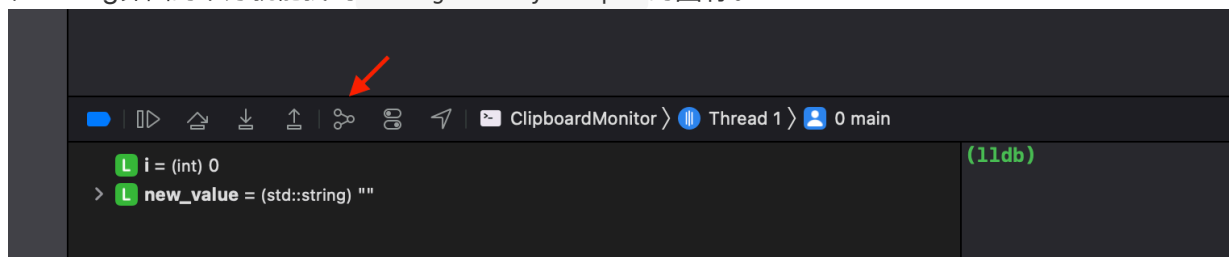 ClipboardMonitor 〉 Thread 1 〉 0 main
L i = (int) 0
(lldb)
> L new_value = (std::string) ""